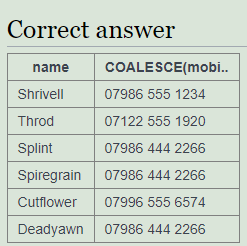 Correct answer
name COALESCE(mobi..
Shrivell 07986 555 1234
Throd 07122 555 1920
Splint 07986 444 2266
Spiregrain 07986 444 2266
Cutflower 07996 555 6574
Deadyawn 07986 444 2266